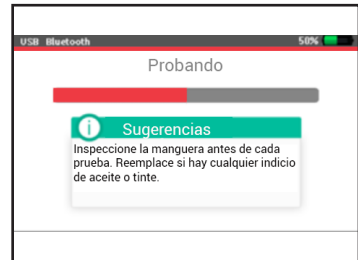 USB Bluetooth 50%
Probando
Sugerencias
Inspeccione la manguera antes de cada
prueba. Reemplace si hay cualquier indicio
de aceite o tinte.